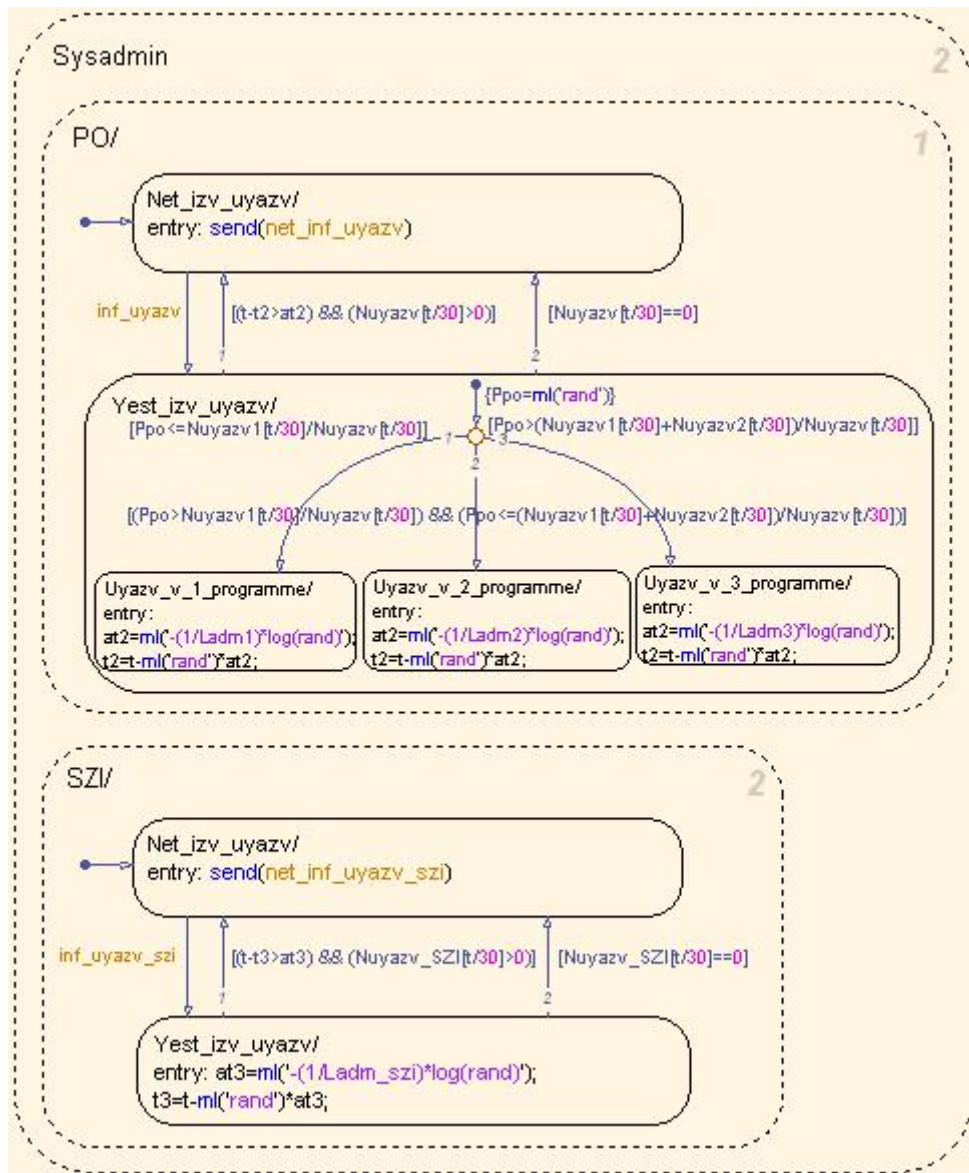 Sysadmin
2
PO/
1
Net_izv_uyazv/
entry: send(net_inf_uyazv)
inf_uyazv
[(t-t2>at2) && (Nuyazv[t/30]>0)]
[Nuyazv[t/30]==0]
1
2
Yest_izv_uyazv/
{Ppo=ml('rand')}
[Ppo<=Nuyazv1[t/30]/Nuyazv[t/30]]
[Ppo>(Nuyazv1[t/30]+Nuyazv2[t/30])/Nuyazv[t/30]]
1
3
2
[(Ppo>Nuyazv1[t/30]/Nuyazv[t/30]) && (Ppo<=(Nuyazv1[t/30]+Nuyazv2[t/30])/Nuyazv[t/30])]
Uyazv_v_1_programme/
entry:
at2=ml('-(1/Ladm1)*log(rand)');
t2=t-ml('rand')*at2;
Uyazv_v_2_programme/
entry:
at2=ml('-(1/Ladm2)*log(rand)');
t2=t-ml('rand')*at2;
Uyazv_v_3_programme/
entry:
at2=ml('-(1/Ladm3)*log(rand)');
t2=t-ml('rand')*at2;
SZI/
2
Net_izv_uyazv/
entry: send(net_inf_uyazv_szi)
inf_uyazv_szi
[(t-t3>at3) && (Nuyazv_SZI[t/30]>0)]
[Nuyazv_SZI[t/30]==0]
1
2
Yest_izv_uyazv/
entry: at3=ml('-(1/Ladm_szi)*log(rand)');
t3=t-ml('rand')*at3;